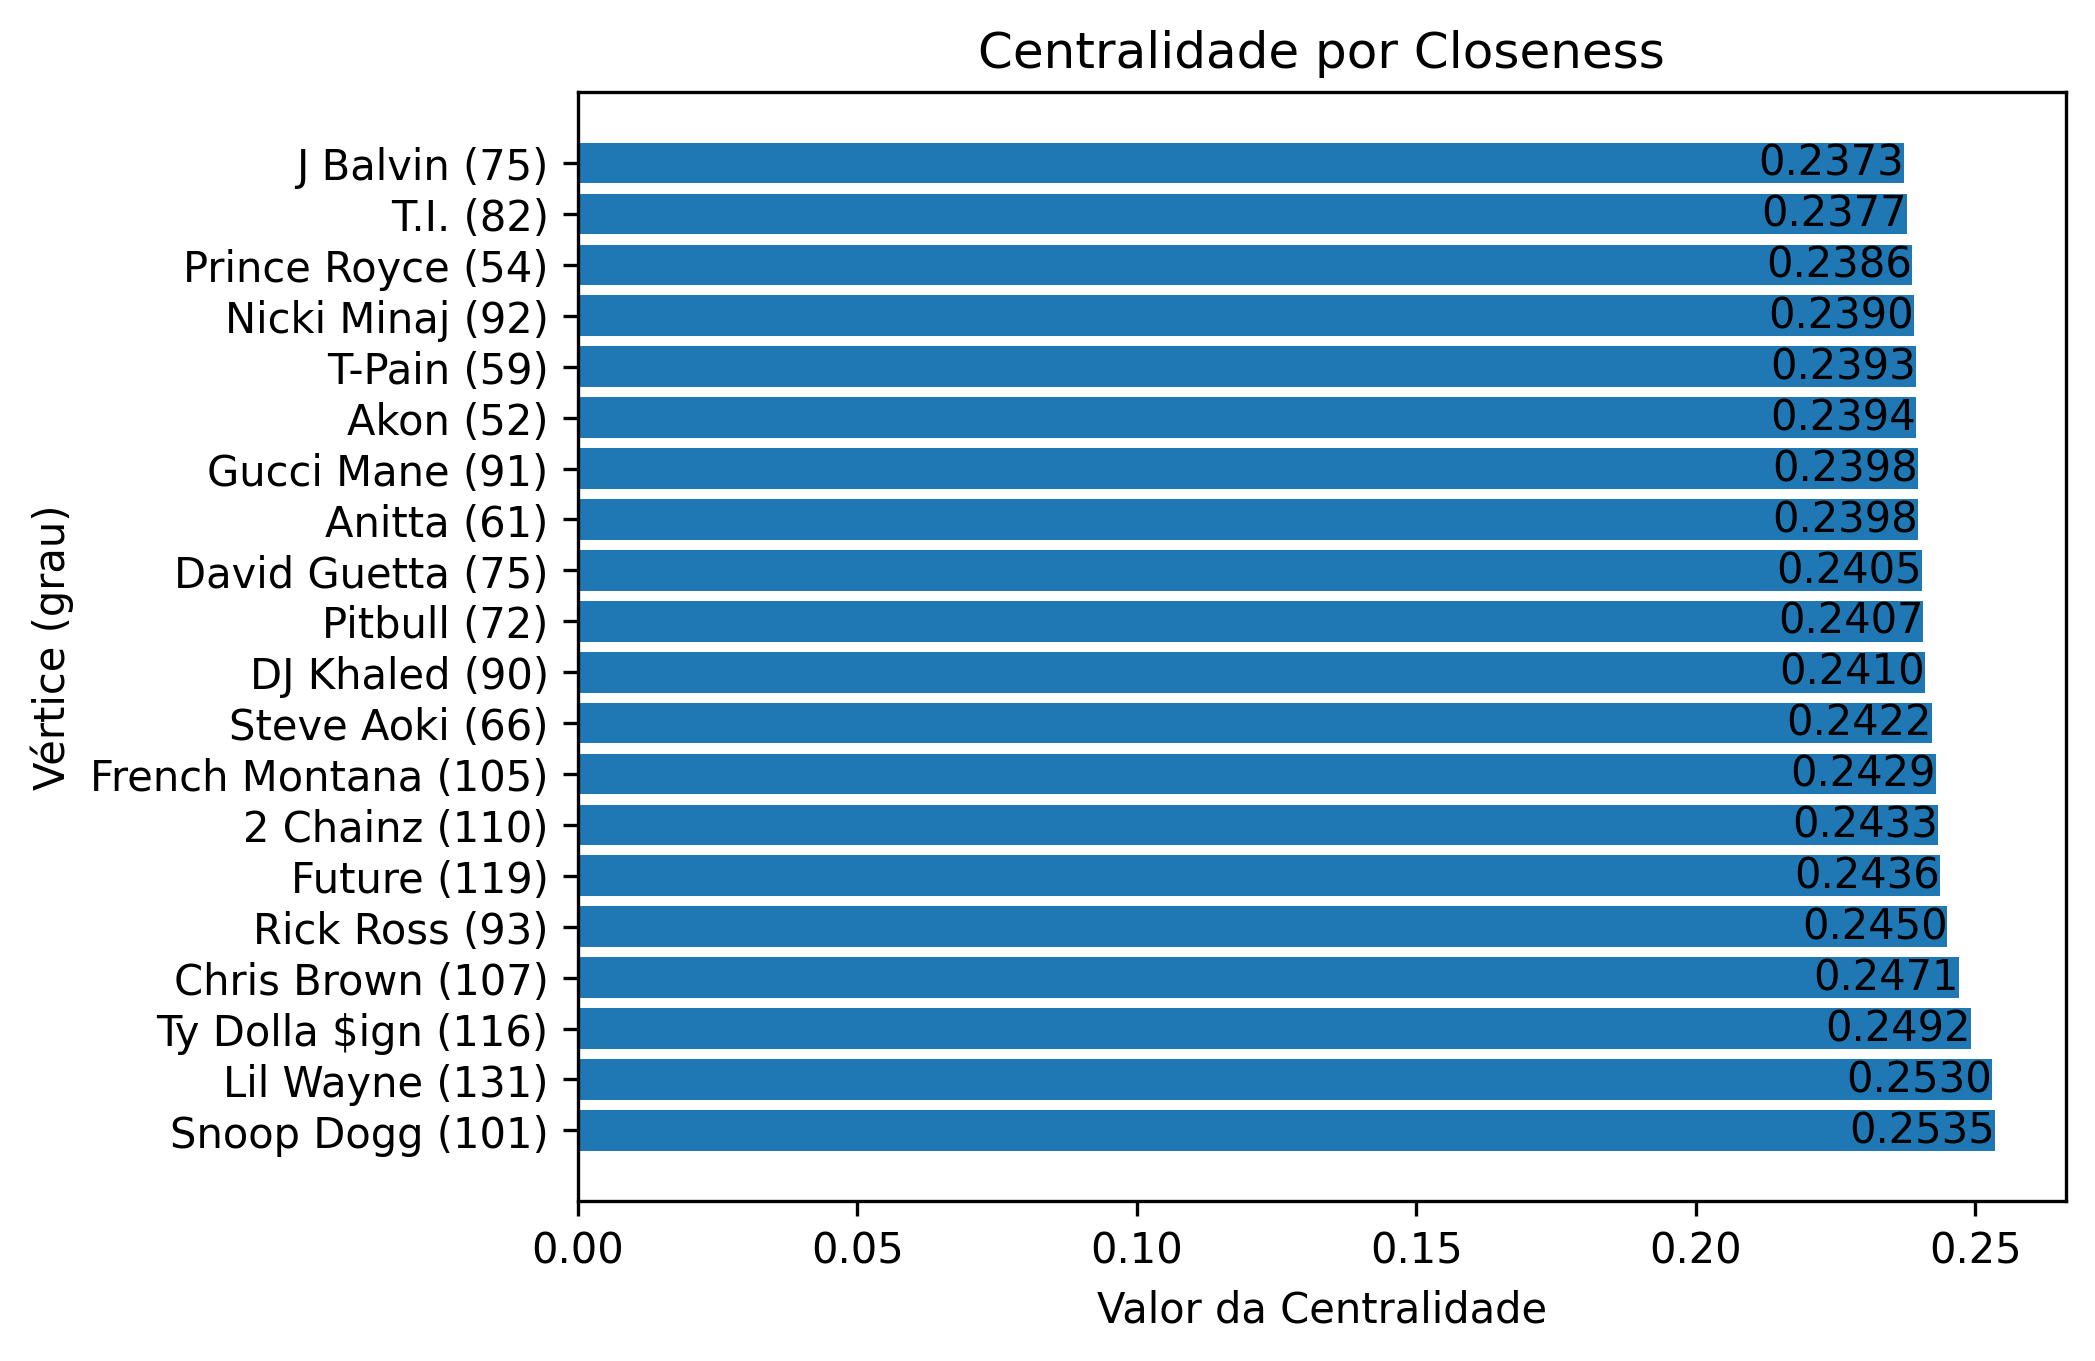 Centralidade por Closeness
Vértice (grau)
J Balvin (75) 0.2373
T.I. (82) 0.2377
Prince Royce (54) 0.2386
Nicki Minaj (92) 0.2390
T-Pain (59) 0.2393
Akon (52) 0.2394
Gucci Mane (91) 0.2398
Anitta (61) 0.2398
David Guetta (75) 0.2405
Pitbull (72) 0.2407
DJ Khaled (90) 0.2410
Steve Aoki (66) 0.2422
French Montana (105) 0.2429
2 Chainz (110) 0.2433
Future (119) 0.2436
Rick Ross (93) 0.2450
Chris Brown (107) 0.2471
Ty Dolla $ign (116) 0.2492
Lil Wayne (131) 0.2530
Snoop Dogg (101) 0.2535
0.00 0.05 0.10 0.15 0.20 0.25
Valor da Centralidade